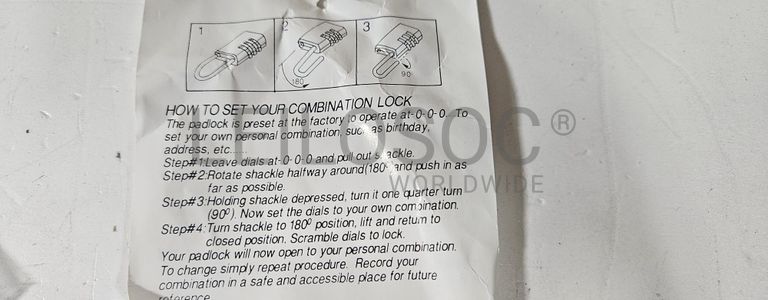 1 2 3
180°
90°
HOW TO SET YOUR COMBINATION LOCK
The padlock is preset at the factory to operate at-0-0-0. To
set your own personal combination, such as birthday,
address, etc.....
Step#1:Leave dials at-0-0-0 and pull out shackle.
Step#2:Rotate shackle halfway around(180° and push in as
far as possible.
Step#3:Holding shackle depressed, turn it one quarter turn
(90°). Now set the dials to your own combination.
Step#4:Turn shackle to 180° position, lift and return to
closed position. Scramble dials to lock.
Your padlock will now open to your personal combination.
To change simply repeat procedure. Record your
combination in a safe and accessible place for future
reference
LEILOSOC®
WORLDWIDE